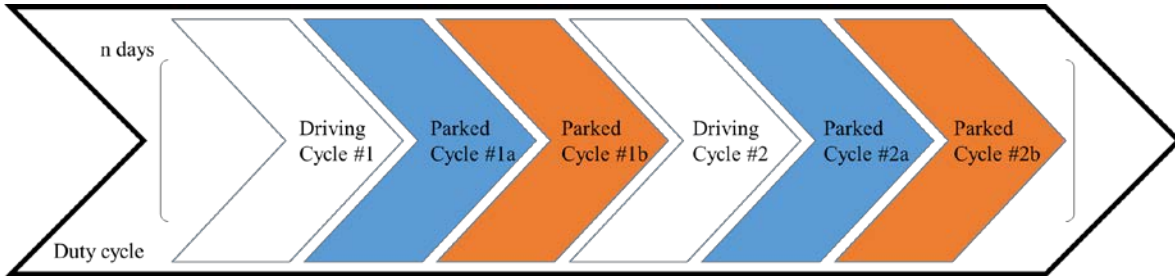 n days
Driving
Cycle #1
Parked
Cycle #1a
Parked
Cycle #1b
Driving
Cycle #2
Parked
Cycle #2a
Parked
Cycle #2b
Duty cycle